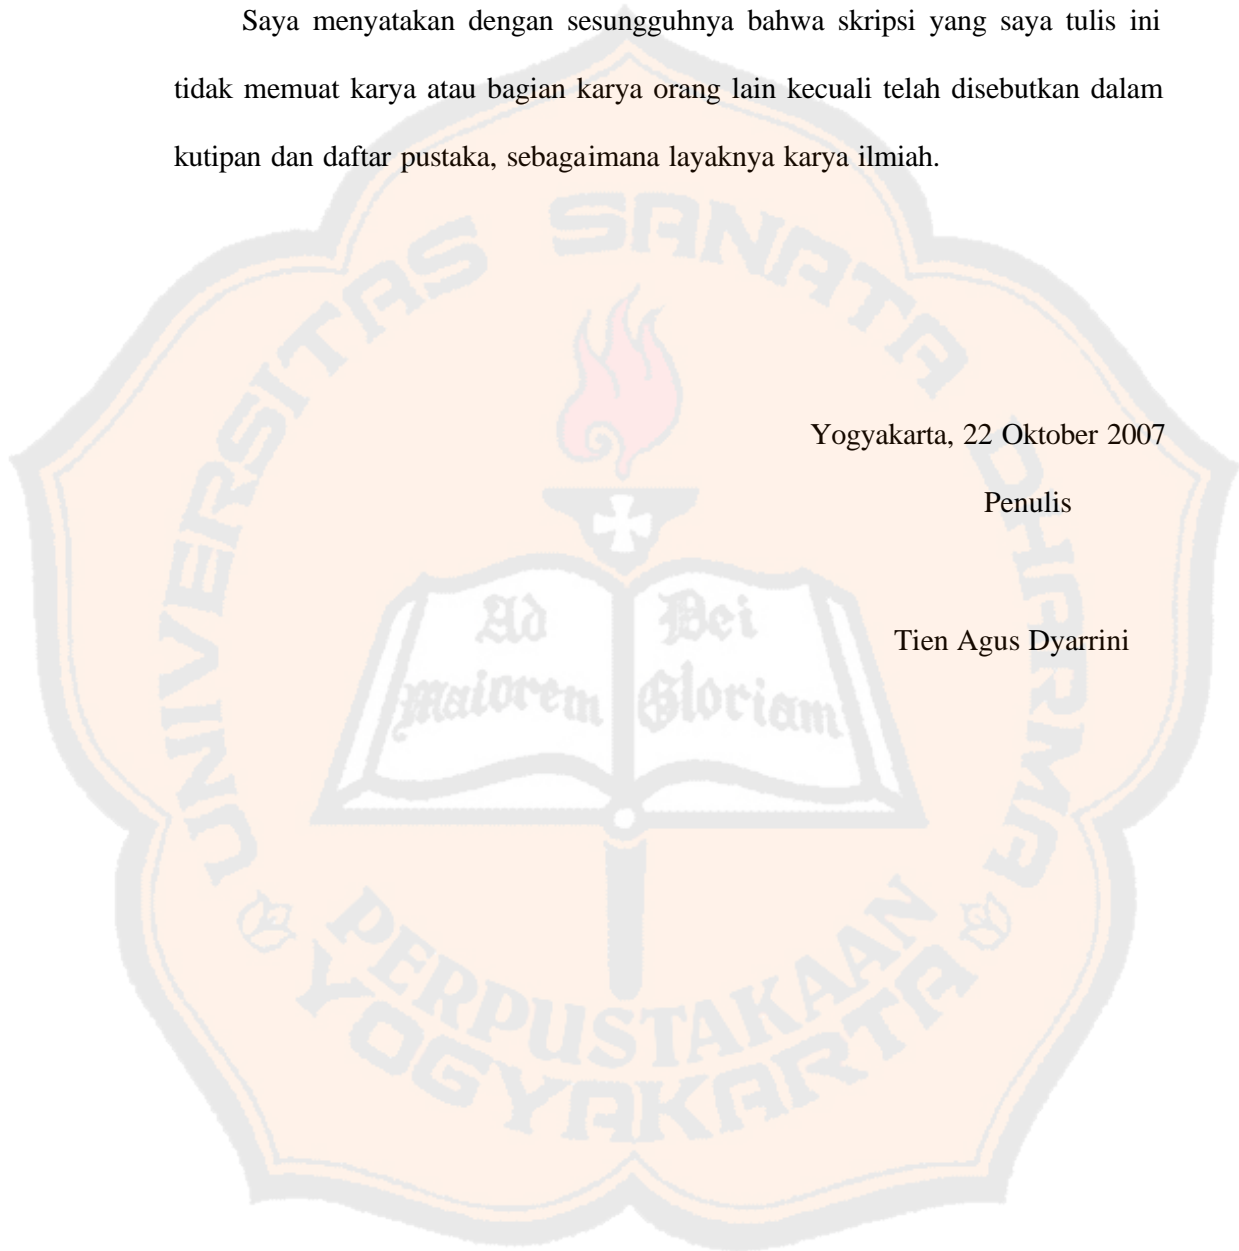 Saya menyatakan dengan sesungguhnya bahwa skripsi yang saya tulis ini
tidak memuat karya atau bagian karya orang lain kecuali telah disebutkan dalam
kutipan dan daftar pustaka, sebagaimana layaknya karya ilmiah.
UNIVERSITAS SANATA DHARMA
Yogyakarta, 22 Oktober 2007
Penulis
Ad Dei
Tien Agus Dyarrini
Maiorem Gloriam
PERPUSTAKAAN
YOGYAKARTA